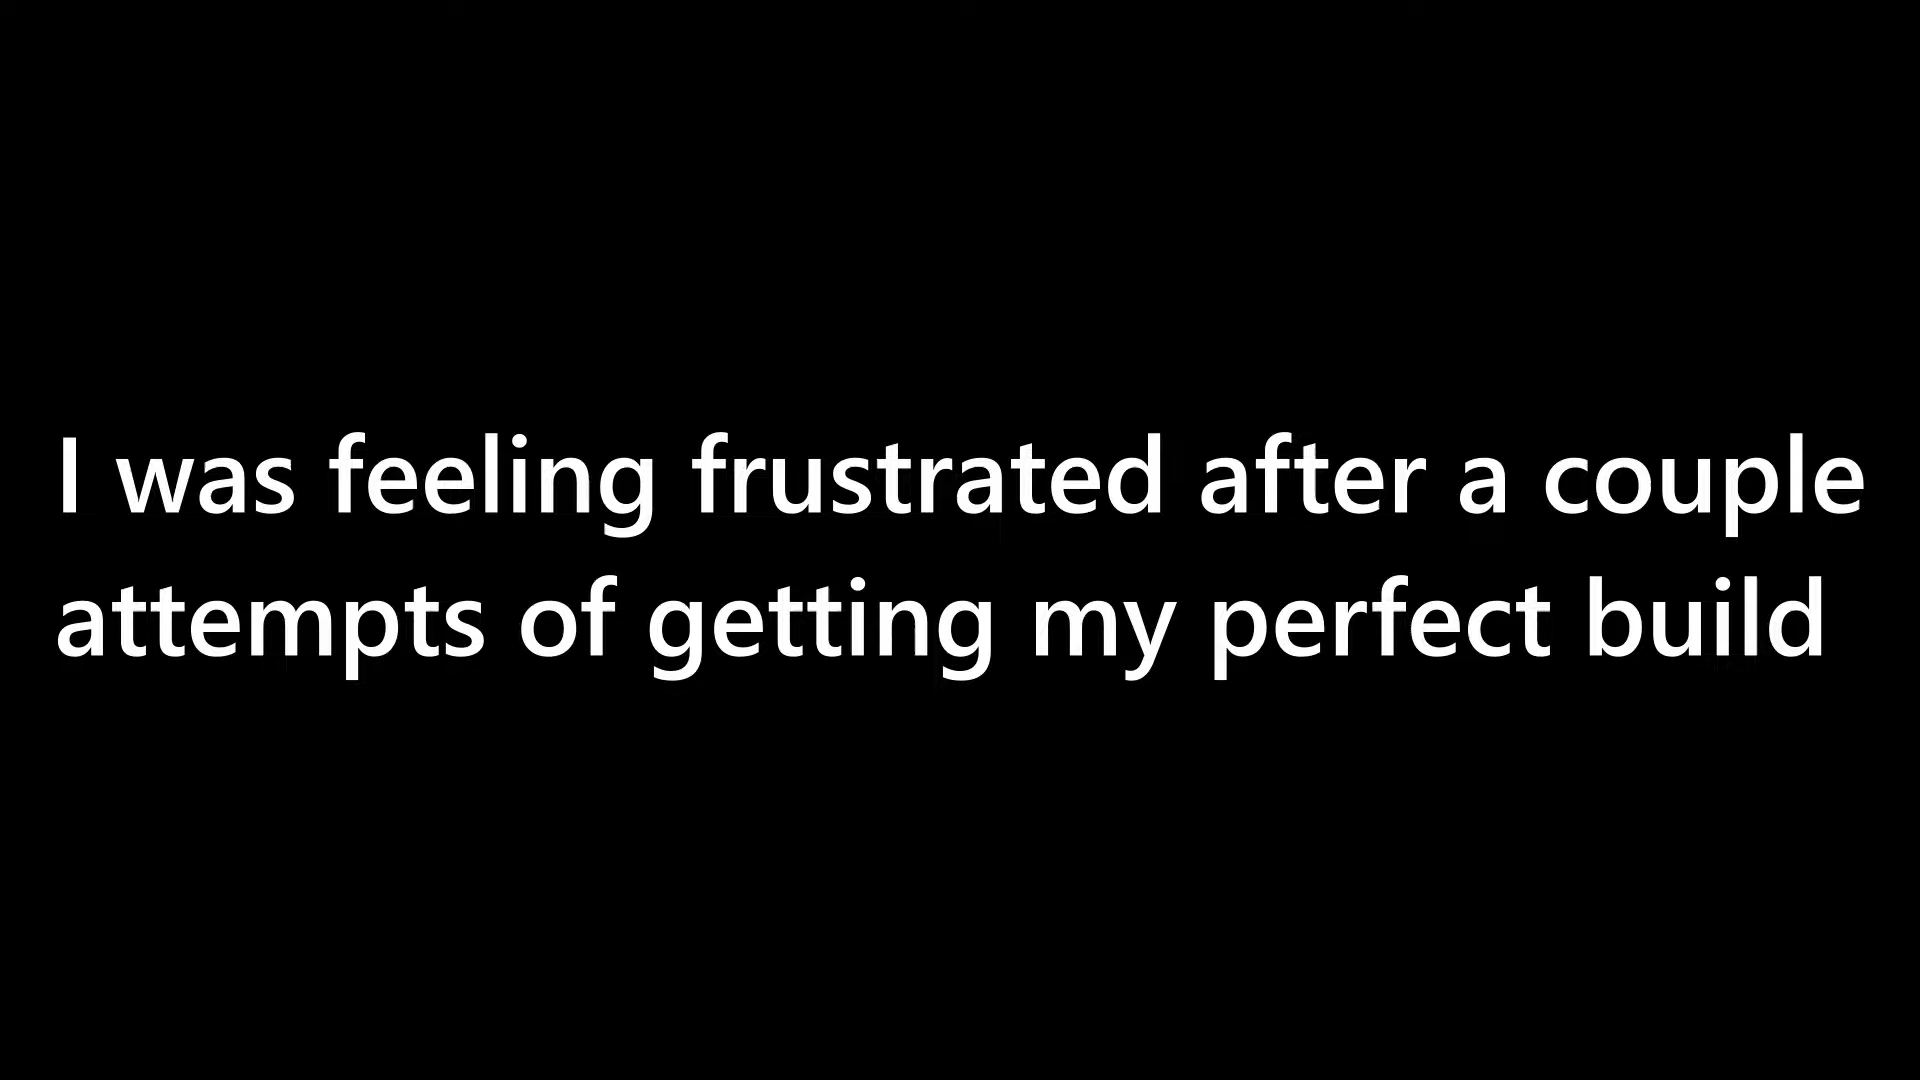 I was feeling frustrated after a couple
attempts of getting my perfect build